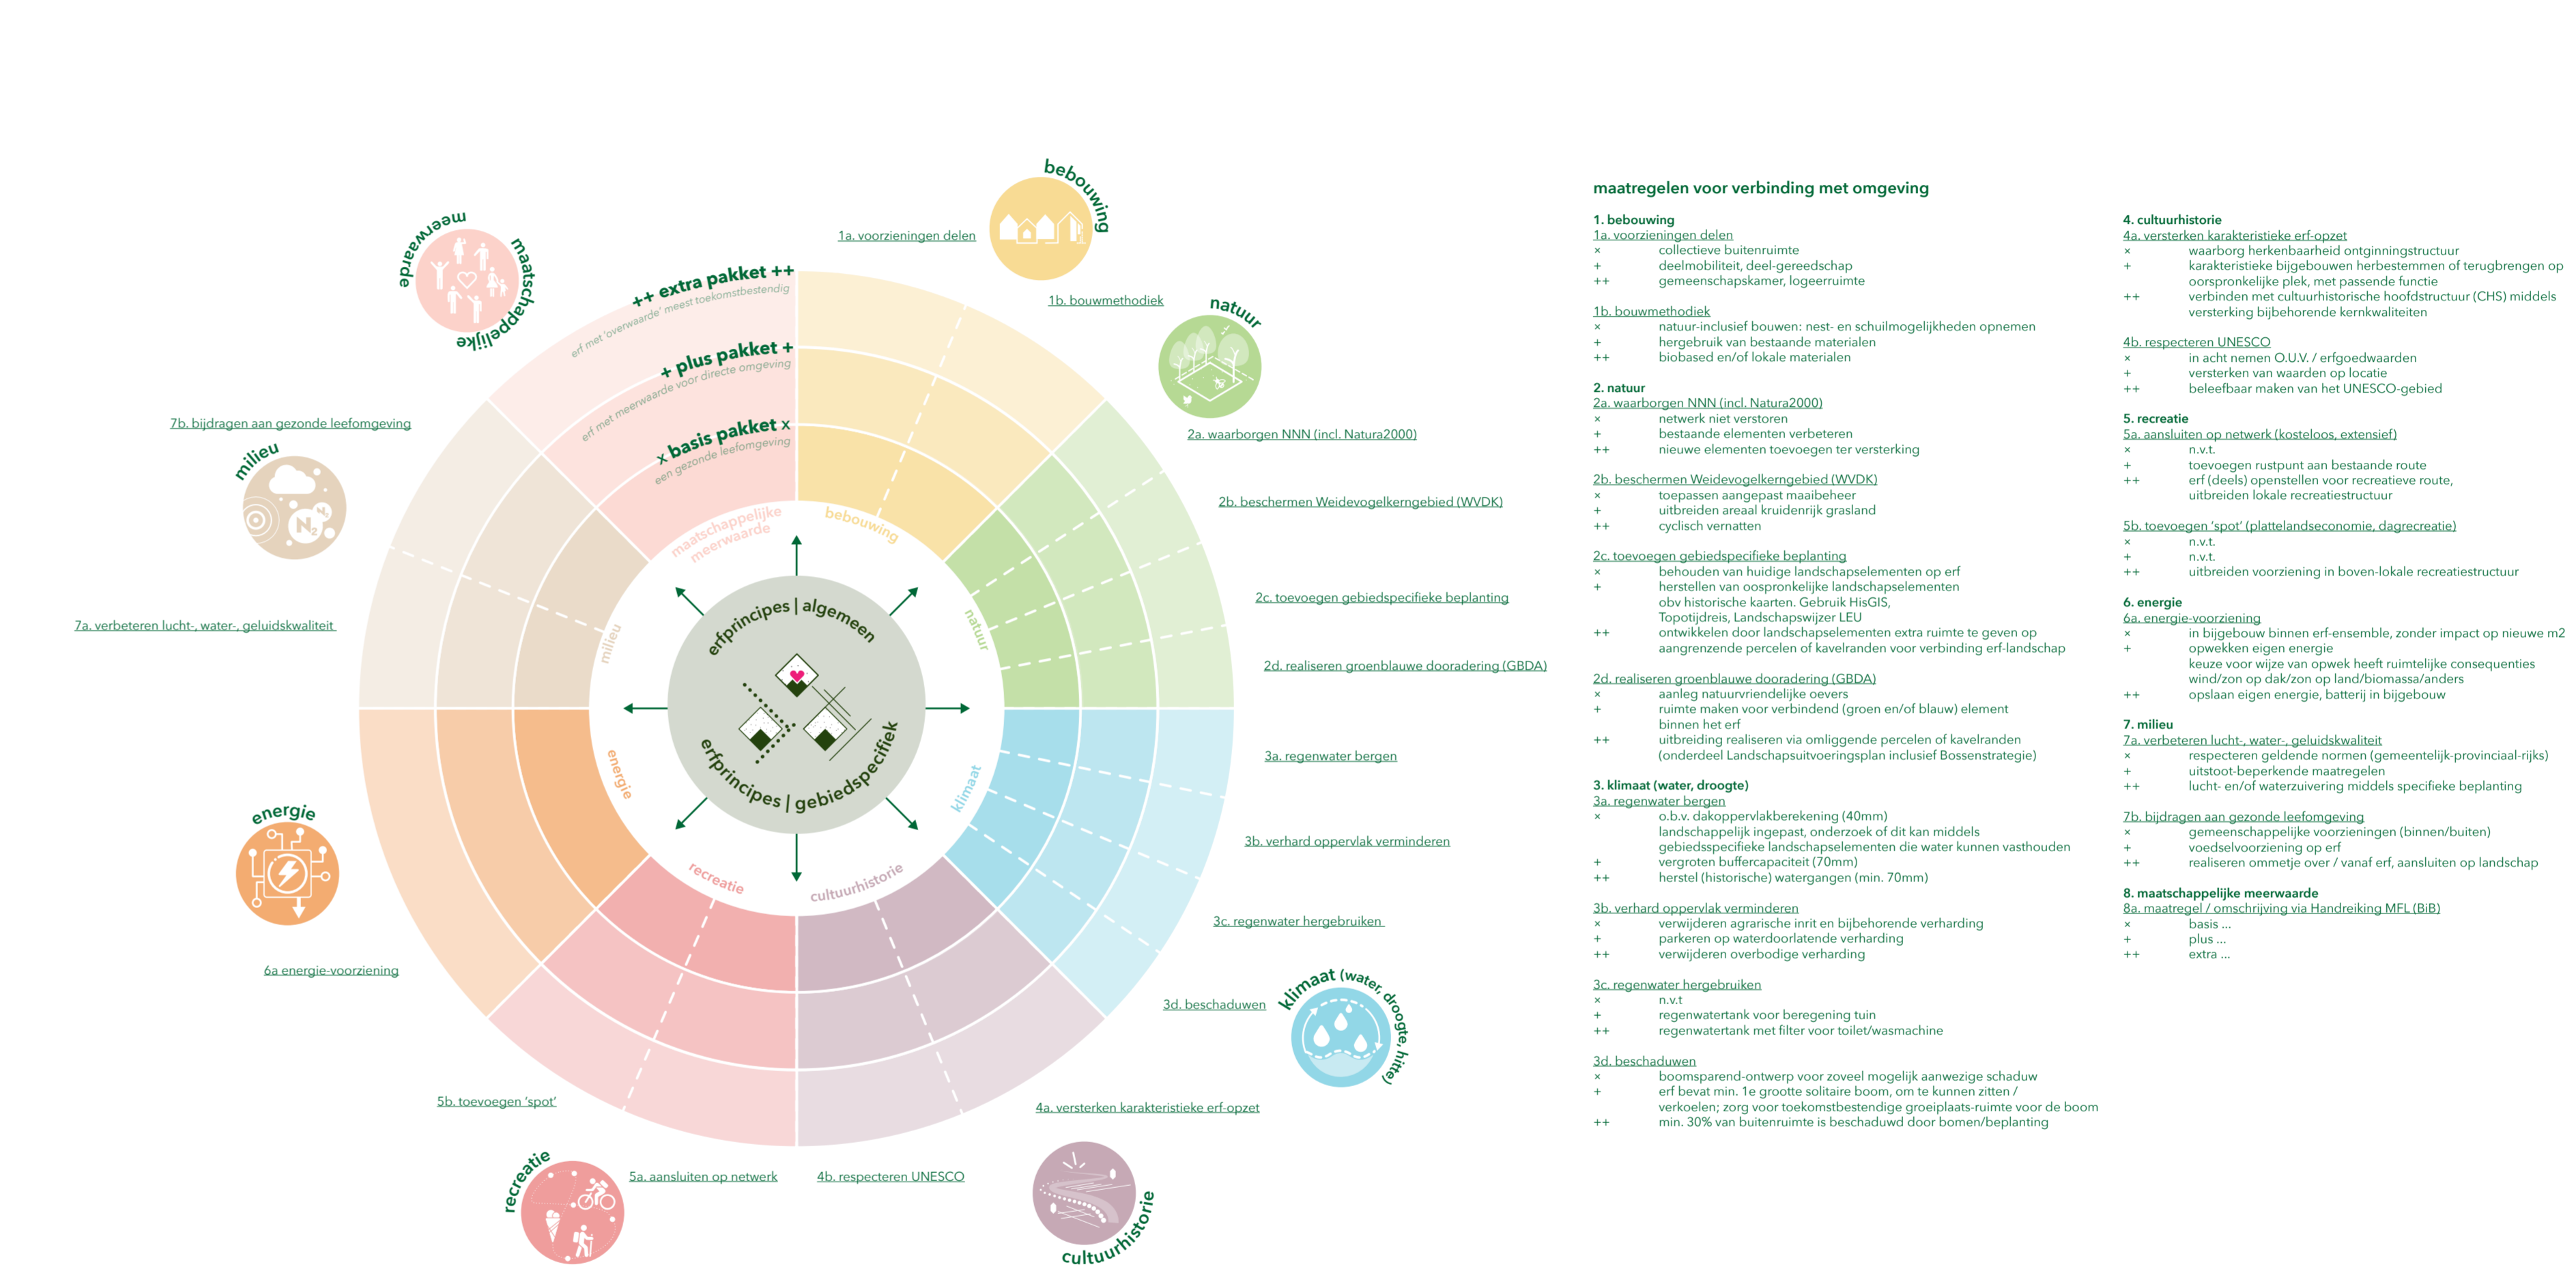 bebouwing
1a. voorzieningen delen
1b. bouwmethodiek
natuur
2a. waarborgen NNN (incl. Natura2000)
2b. beschermen Weidevogelkerngebied (WVDK)
2c. toevoegen gebiedspecifieke beplanting
2d. realiseren groenblauwe dooradering (GBDA)
3a. regenwater bergen
3b. verhard oppervlak verminderen
3c. regenwater hergebruiken
3d. beschaduwen
klimaat (water, droogte, hitte)
4a. versterken karakteristieke erf-opzet
cultuurhistorie
4b. respecteren UNESCO
5a. aansluiten op netwerk
recreatie
5b. toevoegen ‘spot’
6a energie-voorziening
energie
7a. verbeteren lucht-, water-, geluidskwaliteit
milieu
7b. bijdragen aan gezonde leefomgeving
maatschappelijke
meerwaarde
++ extra pakket ++
erf met ‘overwaarde’ meest toekomstbestendig
+ plus pakket +
erf met meerwaarde voor directe omgeving
x basis pakket x
een gezonde leefomgeving
maatschappelijke
meerwaarde
bebouwing
natuur
klimaat
cultuurhistorie
recreatie
energie
milieu
N₂
N₂
erfprincipes | algemeen
erfprincipes | gebiedspecifiek
maatregelen voor verbinding met omgeving
1. bebouwing
1a. voorzieningen delen
× collectieve buitenruimte
+ deelmobiliteit, deel-gereedschap
++ gemeenschapskamer, logeerruimte
1b. bouwmethodiek
× natuur-inclusief bouwen: nest- en schuilmogelijkheden opnemen
+ hergebruik van bestaande materialen
++ biobased en/of lokale materialen
2. natuur
2a. waarborgen NNN (incl. Natura2000)
× netwerk niet verstoren
+ bestaande elementen verbeteren
++ nieuwe elementen toevoegen ter versterking
2b. beschermen Weidevogelkerngebied (WVDK)
× toepassen aangepast maaibeheer
+ uitbreiden areaal kruidenrijk grasland
++ cyclisch vernatten
2c. toevoegen gebiedspecifieke beplanting
× behouden van huidige landschapselementen op erf
+ herstellen van oospronkelijke landschapselementen
obv historische kaarten. Gebruik HisGIS,
Topotijdreis, Landschapswijzer LEU
++ ontwikkelen door landschapselementen extra ruimte te geven op
aangrenzende percelen of kavelranden voor verbinding erf-landschap
2d. realiseren groenblauwe dooradering (GBDA)
× aanleg natuurvriendelijke oevers
+ ruimte maken voor verbindend (groen en/of blauw) element
binnen het erf
++ uitbreiding realiseren via omliggende percelen of kavelranden
(onderdeel Landschapsuitvoeringsplan inclusief Bossenstrategie)
3. klimaat (water, droogte)
3a. regenwater bergen
× o.b.v. dakoppervlakberekening (40mm)
landschappelijk ingepast, onderzoek of dit kan middels
gebiedsspecifieke landschapselementen die water kunnen vasthouden
+ vergroten buffercapaciteit (70mm)
++ herstel (historische) watergangen (min. 70mm)
3b. verhard oppervlak verminderen
× verwijderen agrarische inrit en bijbehorende verharding
+ parkeren op waterdoorlatende verharding
++ verwijderen overbodige verharding
3c. regenwater hergebruiken
× n.v.t
+ regenwatertank voor beregening tuin
++ regenwatertank met filter voor toilet/wasmachine
3d. beschaduwen
× boomsparend-ontwerp voor zoveel mogelijk aanwezige schaduw
+ erf bevat min. 1e grootte solitaire boom, om te kunnen zitten /
verkoelen; zorg voor toekomstbestendige groeiplaats-ruimte voor de boom
++ min. 30% van buitenruimte is beschaduwd door bomen/beplanting
4. cultuurhistorie
4a. versterken karakteristieke erf-opzet
× waarborg herkenbaarheid ontginningstructuur
+ karakteristieke bijgebouwen herbestemmen of terugbrengen op
oorspronkelijke plek, met passende functie
++ verbinden met cultuurhistorische hoofdstructuur (CHS) middels
versterking bijbehorende kernkwaliteiten
4b. respecteren UNESCO
× in acht nemen O.U.V. / erfgoedwaarden
+ versterken van waarden op locatie
++ beleefbaar maken van het UNESCO-gebied
5. recreatie
5a. aansluiten op netwerk (kosteloos, extensief)
× n.v.t.
+ toevoegen rustpunt aan bestaande route
++ erf (deels) openstellen voor recreatieve route,
uitbreiden lokale recreatiestructuur
5b. toevoegen ‘spot’ (plattelandseconomie, dagrecreatie)
× n.v.t.
+ n.v.t.
++ uitbreiden voorziening in boven-lokale recreatiestructuur
6. energie
6a. energie-voorziening
× in bijgebouw binnen erf-ensemble, zonder impact op nieuwe m2
+ opwekken eigen energie
keuze voor wijze van opwek heeft ruimtelijke consequenties
wind/zon op dak/zon op land/biomassa/anders
++ opslaan eigen energie, batterij in bijgebouw
7. milieu
7a. verbeteren lucht-, water-, geluidskwaliteit
× respecteren geldende normen (gemeentelijk-provinciaal-rijks)
+ uitstoot-beperkende maatregelen
++ lucht- en/of waterzuivering middels specifieke beplanting
7b. bijdragen aan gezonde leefomgeving
× gemeenschappelijke voorzieningen (binnen/buiten)
+ voedselvoorziening op erf
++ realiseren ommetje over / vanaf erf, aansluiten op landschap
8. maatschappelijke meerwaarde
8a. maatregel / omschrijving via Handreiking MFL (BiB)
× basis ...
+ plus ...
++ extra ...